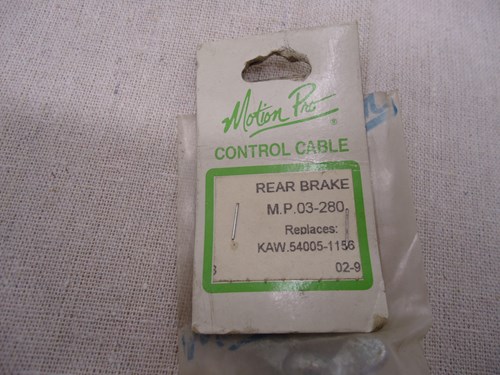 Motion Pro®
CONTROL CABLE
REAR BRAKE
M.P.03-280
Replaces:
KAW.54005-1156
02-9